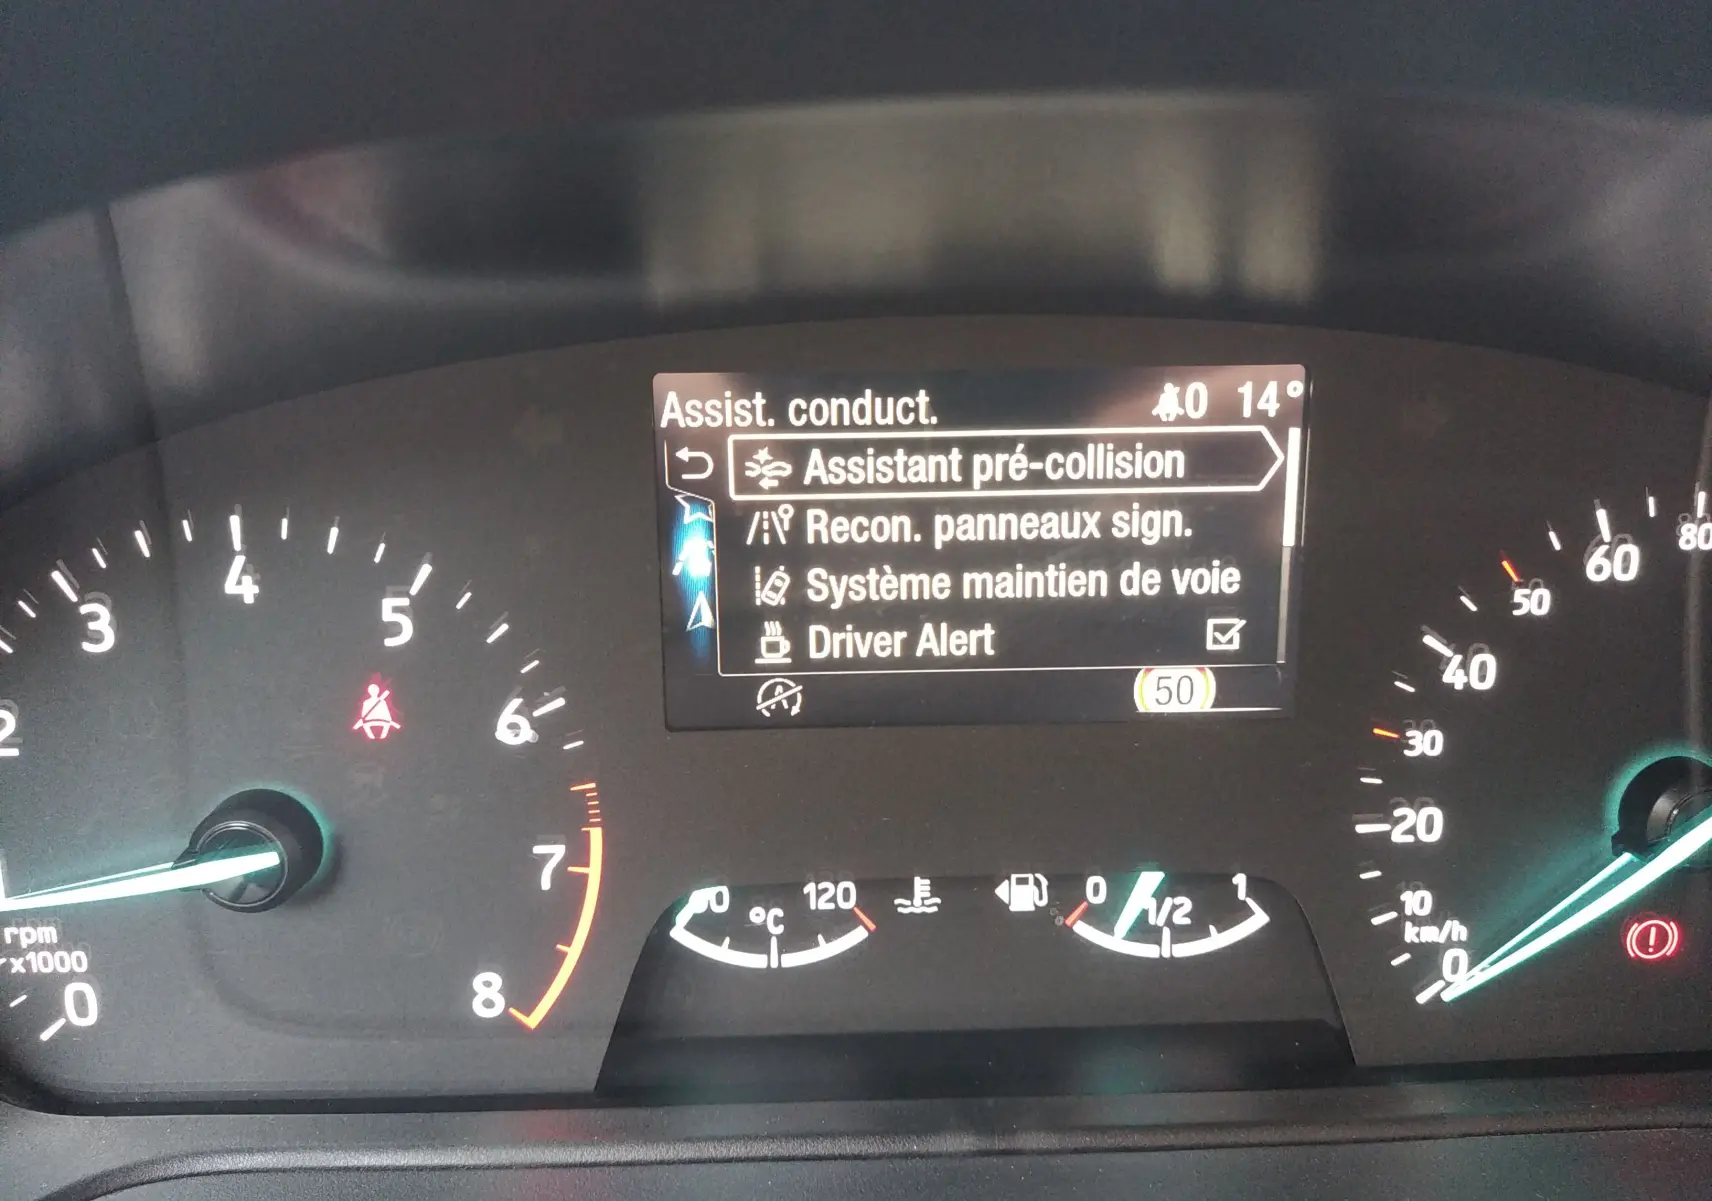 Assist. conduct. 0 14°
Assistant pré-collision
Recon. panneaux sign.
Système maintien de voie
Driver Alert
A 50
2
3
4
5
6
7
8
rpm
x1000
0
120
°C
0 1/2 1
80
60
50
40
30
20
10
km/h
0